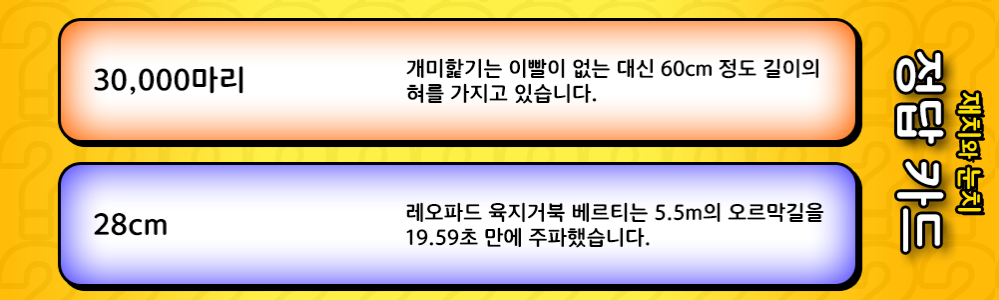 30,000마리
개미핥기는 이빨이 없는 대신 60cm 정도 길이의
혀를 가지고 있습니다.
28cm
레오파드 육지거북 베르티는 5.5m의 오르막길을
19.59초 만에 주파했습니다.
재치와 눈치
정답 카드